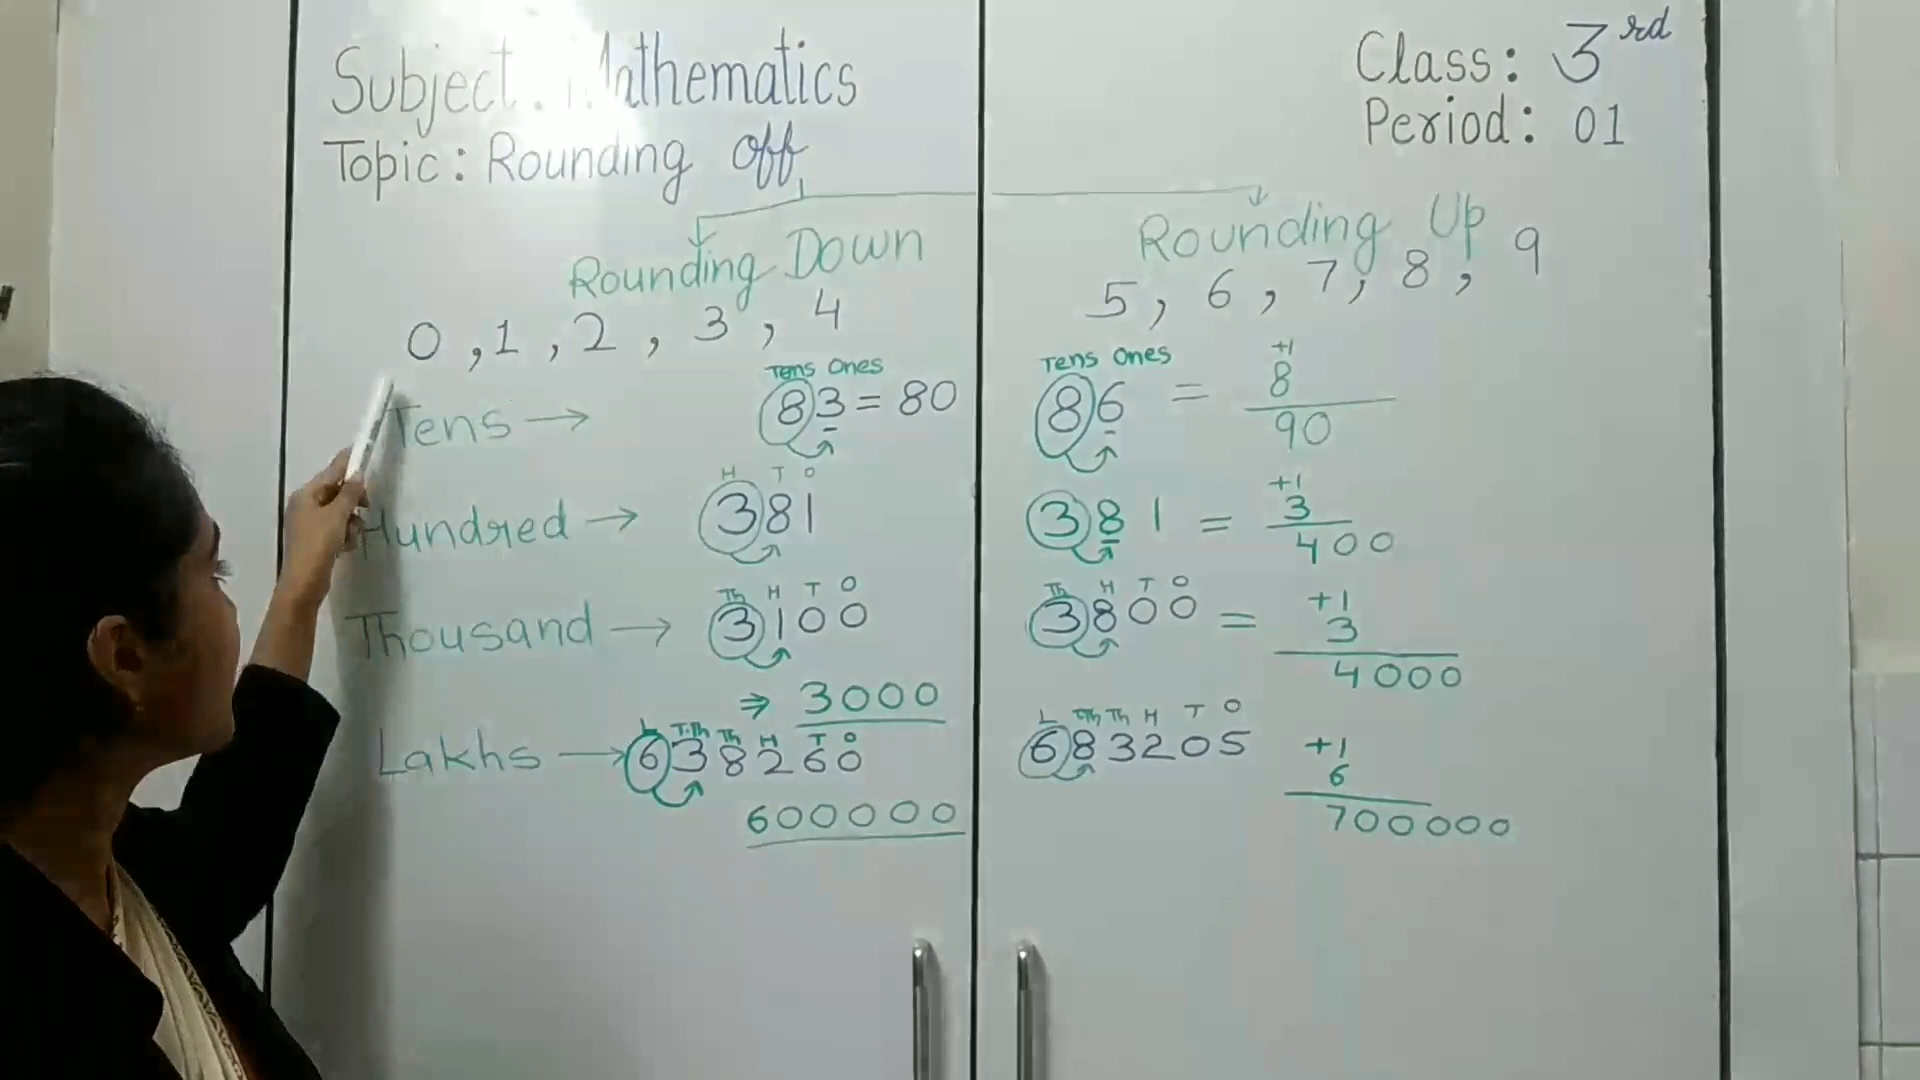 Subject: Mathematics
Topic: Rounding Off
Class: 3rd
Period: 01
Rounding Down
0, 1, 2, 3, 4
Tens Ones
Tens → 83 = 80
H T O
Hundred → 381
Th H T O
Thousand → 3100
⇒ 3000
L T.Th Th H T O
Lakhs → 638260
600000
Rounding Up
5, 6, 7, 8, 9
Tens Ones
+1
86 = 8
90
+1
381 = 3
400
Th H T O
+1
3800 = 3
4000
L T.Th Th H T O
683205 +1
6
700000